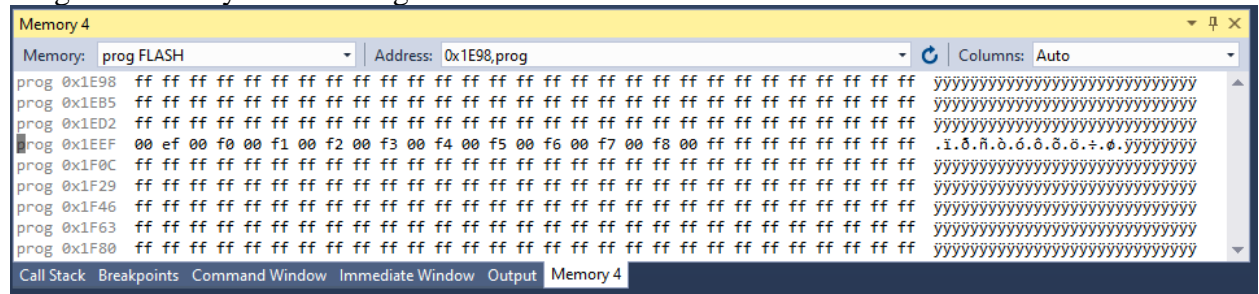 Memory 4
Memory: prog FLASH Address: 0x1E98,prog Columns: Auto
prog 0x1E98 ff ff ff ff ff ff ff ff ff ff ff ff ff ff ff ff ff ff ff ff ff ff ff ff ff ff ff ff ff ÿÿÿÿÿÿÿÿÿÿÿÿÿÿÿÿÿÿÿÿÿÿÿÿÿÿÿÿÿ
prog 0x1EB5 ff ff ff ff ff ff ff ff ff ff ff ff ff ff ff ff ff ff ff ff ff ff ff ff ff ff ff ff ff ÿÿÿÿÿÿÿÿÿÿÿÿÿÿÿÿÿÿÿÿÿÿÿÿÿÿÿÿÿ
prog 0x1ED2 ff ff ff ff ff ff ff ff ff ff ff ff ff ff ff ff ff ff ff ff ff ff ff ff ff ff ff ff ff ÿÿÿÿÿÿÿÿÿÿÿÿÿÿÿÿÿÿÿÿÿÿÿÿÿÿÿÿÿ
prog 0x1EEF 00 ef 00 f0 00 f1 00 f2 00 f3 00 f4 00 f5 00 f6 00 f7 00 f8 00 ff ff ff ff ff ff ff ff .ï.ð.ñ.ò.ó.ô.õ.ö.÷.ø.ÿÿÿÿÿÿÿÿ
prog 0x1F0C ff ff ff ff ff ff ff ff ff ff ff ff ff ff ff ff ff ff ff ff ff ff ff ff ff ff ff ff ff ÿÿÿÿÿÿÿÿÿÿÿÿÿÿÿÿÿÿÿÿÿÿÿÿÿÿÿÿÿ
prog 0x1F29 ff ff ff ff ff ff ff ff ff ff ff ff ff ff ff ff ff ff ff ff ff ff ff ff ff ff ff ff ff ÿÿÿÿÿÿÿÿÿÿÿÿÿÿÿÿÿÿÿÿÿÿÿÿÿÿÿÿÿ
prog 0x1F46 ff ff ff ff ff ff ff ff ff ff ff ff ff ff ff ff ff ff ff ff ff ff ff ff ff ff ff ff ff ÿÿÿÿÿÿÿÿÿÿÿÿÿÿÿÿÿÿÿÿÿÿÿÿÿÿÿÿÿ
prog 0x1F63 ff ff ff ff ff ff ff ff ff ff ff ff ff ff ff ff ff ff ff ff ff ff ff ff ff ff ff ff ff ÿÿÿÿÿÿÿÿÿÿÿÿÿÿÿÿÿÿÿÿÿÿÿÿÿÿÿÿÿ
prog 0x1F80 ff ff ff ff ff ff ff ff ff ff ff ff ff ff ff ff ff ff ff ff ff ff ff ff ff ff ff ff ff ÿÿÿÿÿÿÿÿÿÿÿÿÿÿÿÿÿÿÿÿÿÿÿÿÿÿÿÿÿ
Call Stack Breakpoints Command Window Immediate Window Output Memory 4